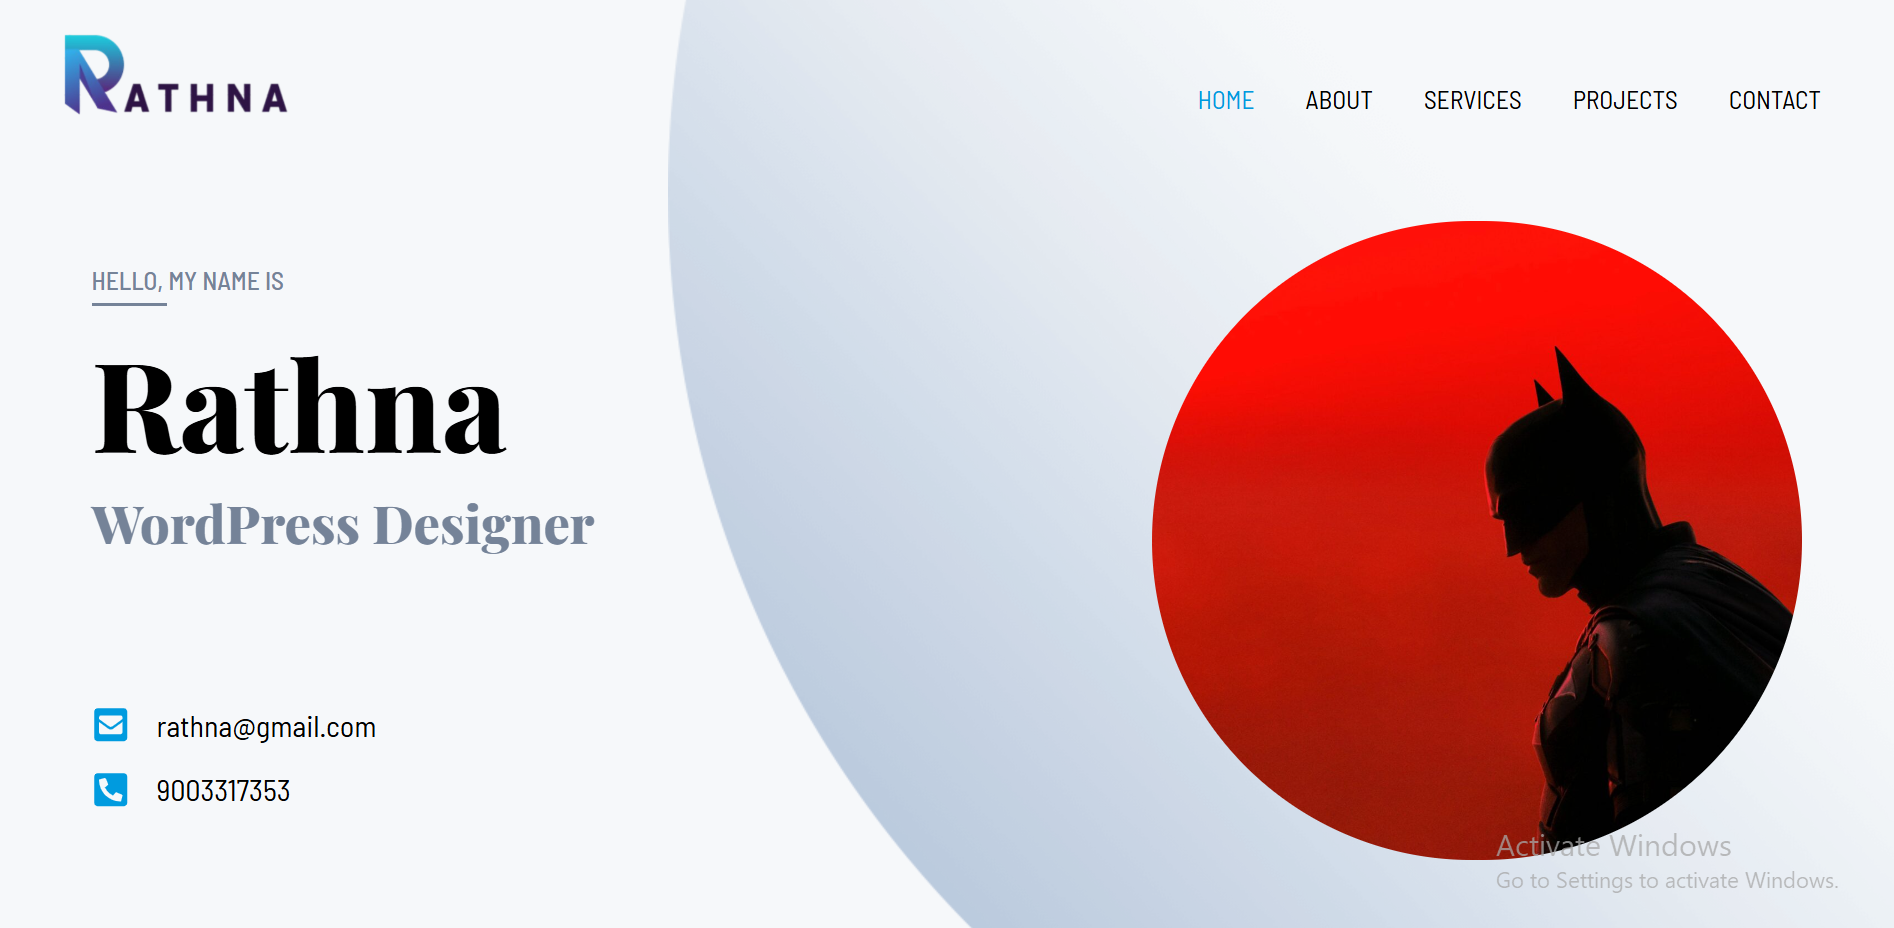 RATHNA
HOME ABOUT SERVICES PROJECTS CONTACT
HELLO, MY NAME IS
Rathna
WordPress Designer
rathna@gmail.com
9003317353
Activate Windows
Go to Settings to activate Windows.